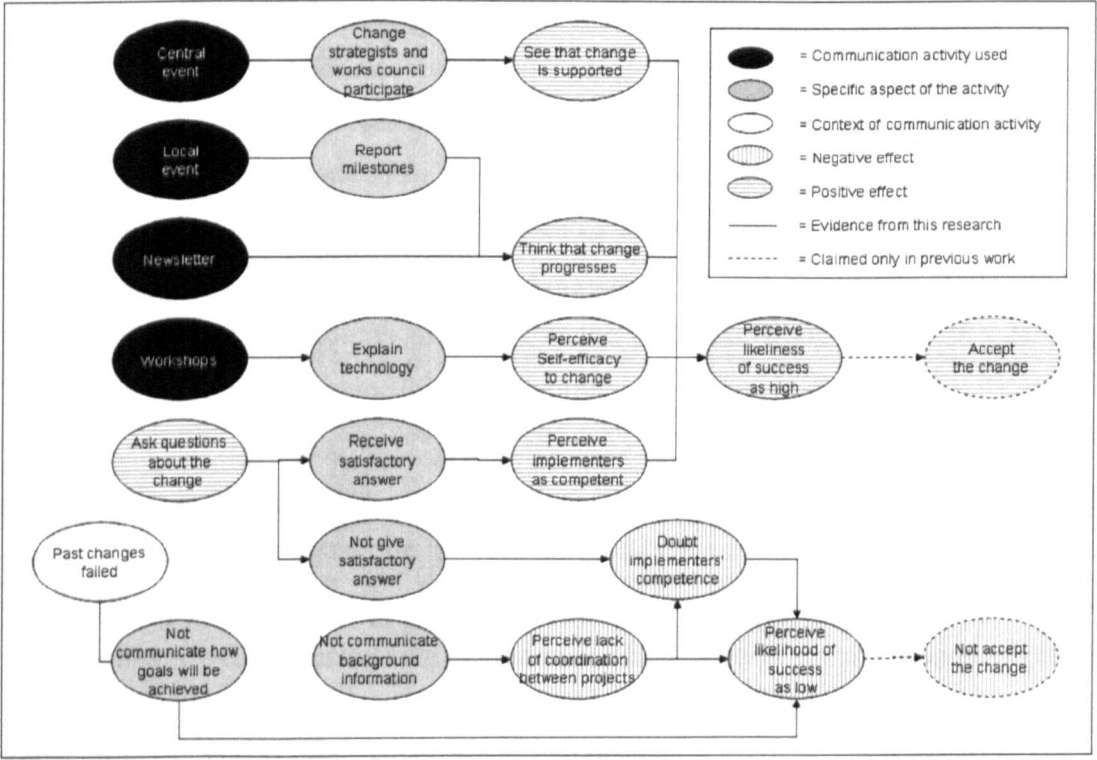 Central
event
Change
strategists and
works council
participate
See that change
is supported
Local
event
Report
milestones
Newsletter
Think that change
progresses
Workshops
Explain
technology
Perceive
Self-efficacy
to change
Perceive
likeliness
of success
as high
Accept
the change
Ask questions
about the
change
Receive
satisfactory
answer
Perceive
implementers
as competent
Past changes
failed
Not give
satisfactory
answer
Doubt
implementers'
competence
Not
communicate how
goals will be
achieved
Not communicate
background
information
Perceive lack
of coordination
between projects
Perceive
likelihood of
success
as low
Not accept
the change
= Communication activity used
= Specific aspect of the activity
= Context of communication activity
= Negative effect
= Positive effect
= Evidence from this research
= Claimed only in previous work